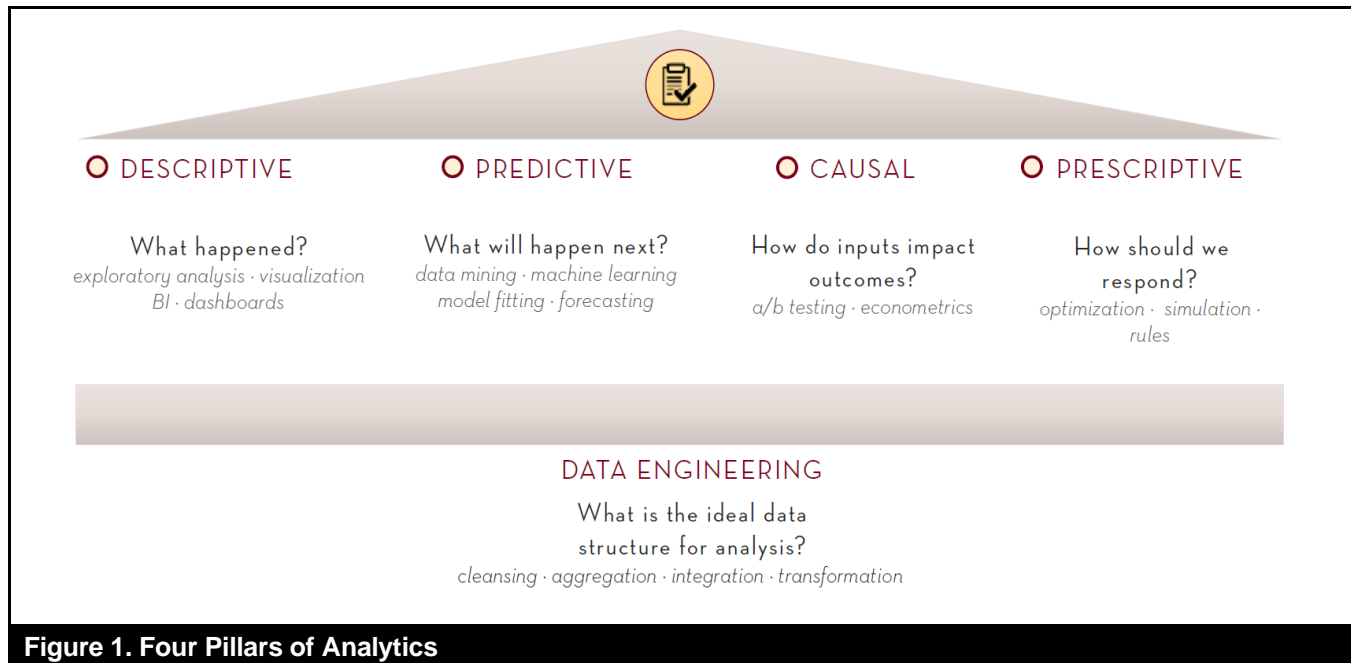 DESCRIPTIVE
What happened?
exploratory analysis · visualization
BI · dashboards
PREDICTIVE
What will happen next?
data mining · machine learning
model fitting · forecasting
CAUSAL
How do inputs impact
outcomes?
a/b testing · econometrics
PRESCRIPTIVE
How should we
respond?
optimization · simulation ·
rules
DATA ENGINEERING
What is the ideal data
structure for analysis?
cleansing · aggregation · integration · transformation
Figure 1. Four Pillars of Analytics